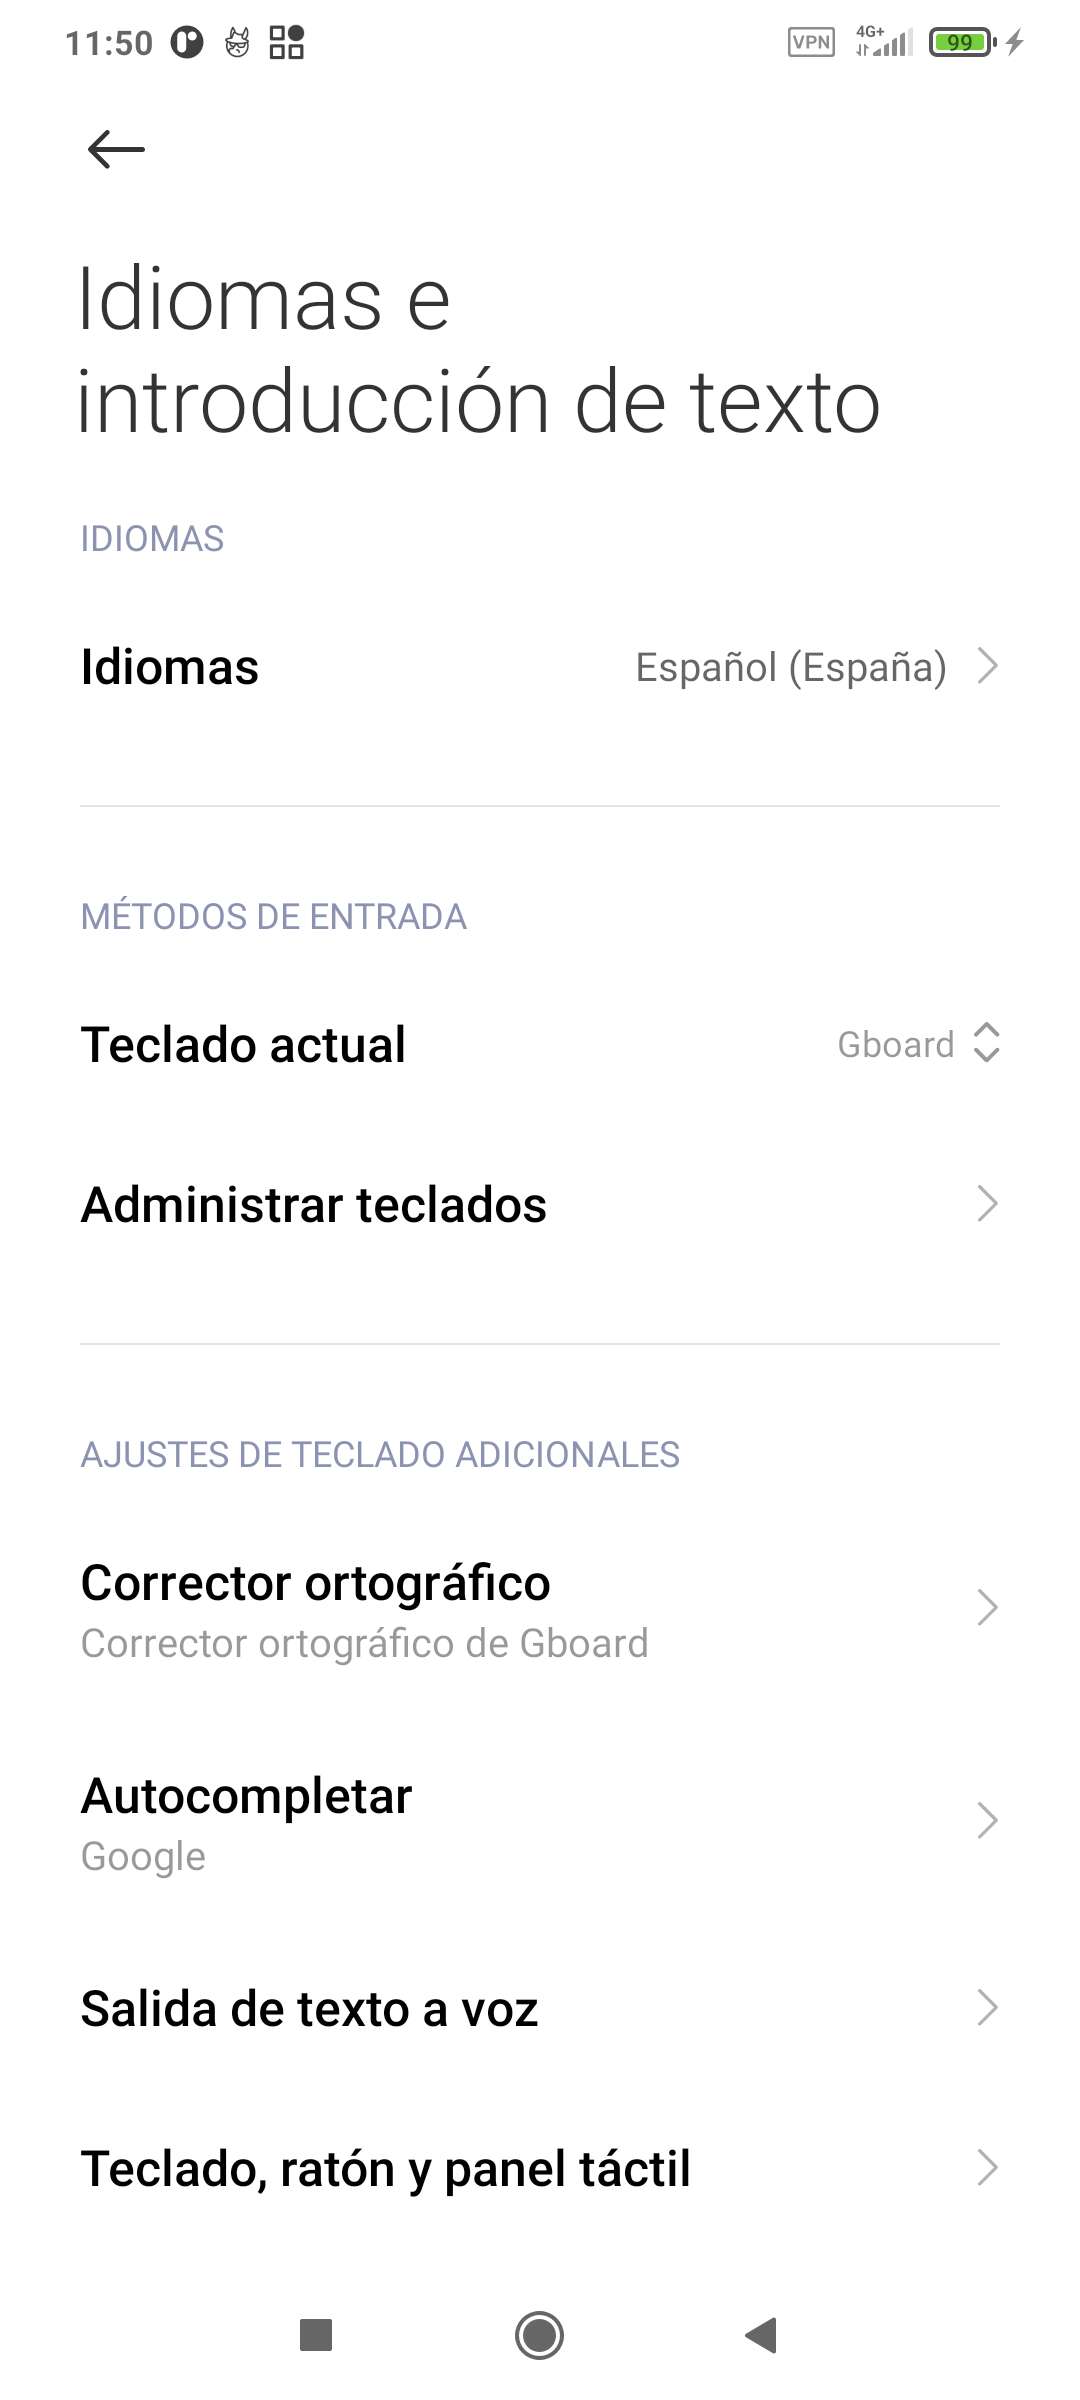 11:50
VPN 4G+ 99
Idiomas e
introducción de texto
IDIOMAS
Idiomas Español (España)
MÉTODOS DE ENTRADA
Teclado actual Gboard
Administrar teclados
AJUSTES DE TECLADO ADICIONALES
Corrector ortográfico
Corrector ortográfico de Gboard
Autocompletar
Google
Salida de texto a voz
Teclado, ratón y panel táctil